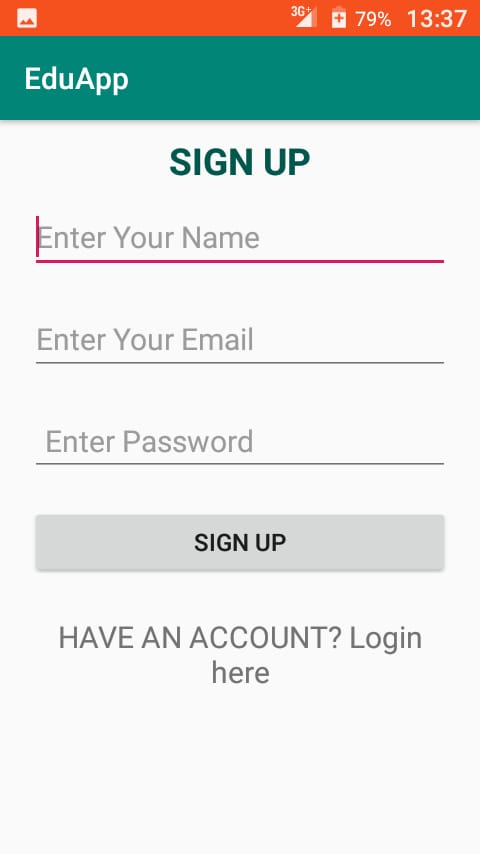 3G+ 79% 13:37
EduApp
SIGN UP
Enter Your Name
Enter Your Email
Enter Password
SIGN UP
HAVE AN ACCOUNT? Login
here